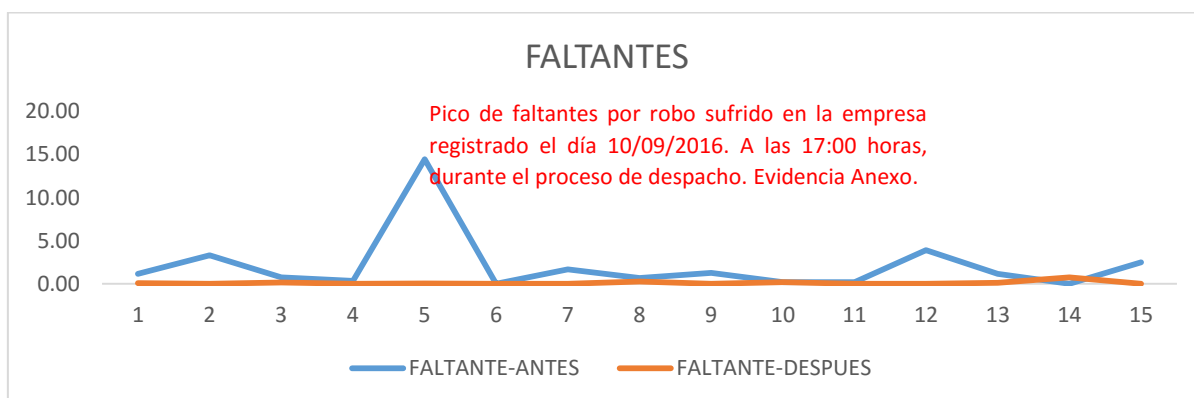 FALTANTES
20.00
Pico de faltantes por robo sufrido en la empresa
registrado el día 10/09/2016. A las 17:00 horas,
15.00
durante el proceso de despacho. Evidencia Anexo.
10.00
5.00
0.00
1 2 3 4 5 6 7 8 9 10 11 12 13 14 15
FALTANTE-ANTES FALTANTE-DESPUES